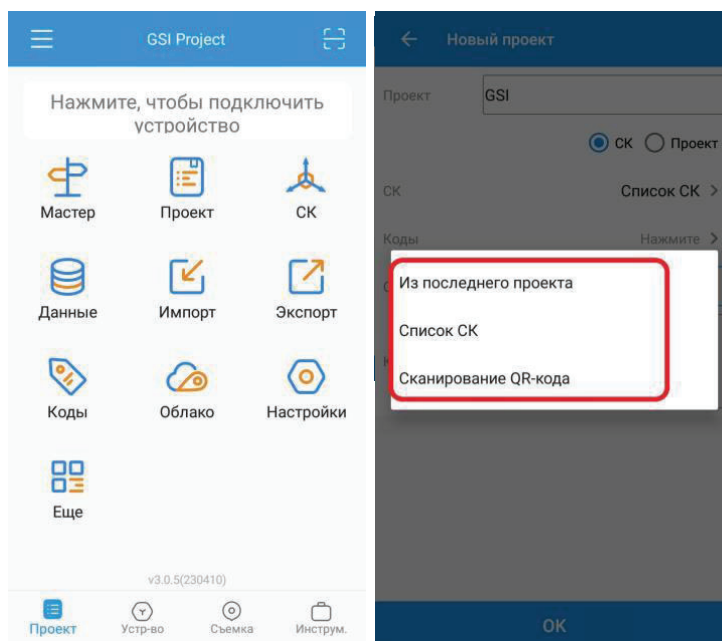 GSI Project
Нажмите, чтобы подключить
устройство
Мастер
Проект
СК
Данные
Импорт
Экспорт
Коды
Облако
Настройки
Еще
v3.0.5(230410)
Проект
Устр-во
Съемка
Инструм.
Новый проект
Проект
GSI
СК
Проект
СК
Список СК
Коды
Нажмите
Из последнего проекта
Список СК
Сканирование QR-кода
ОК